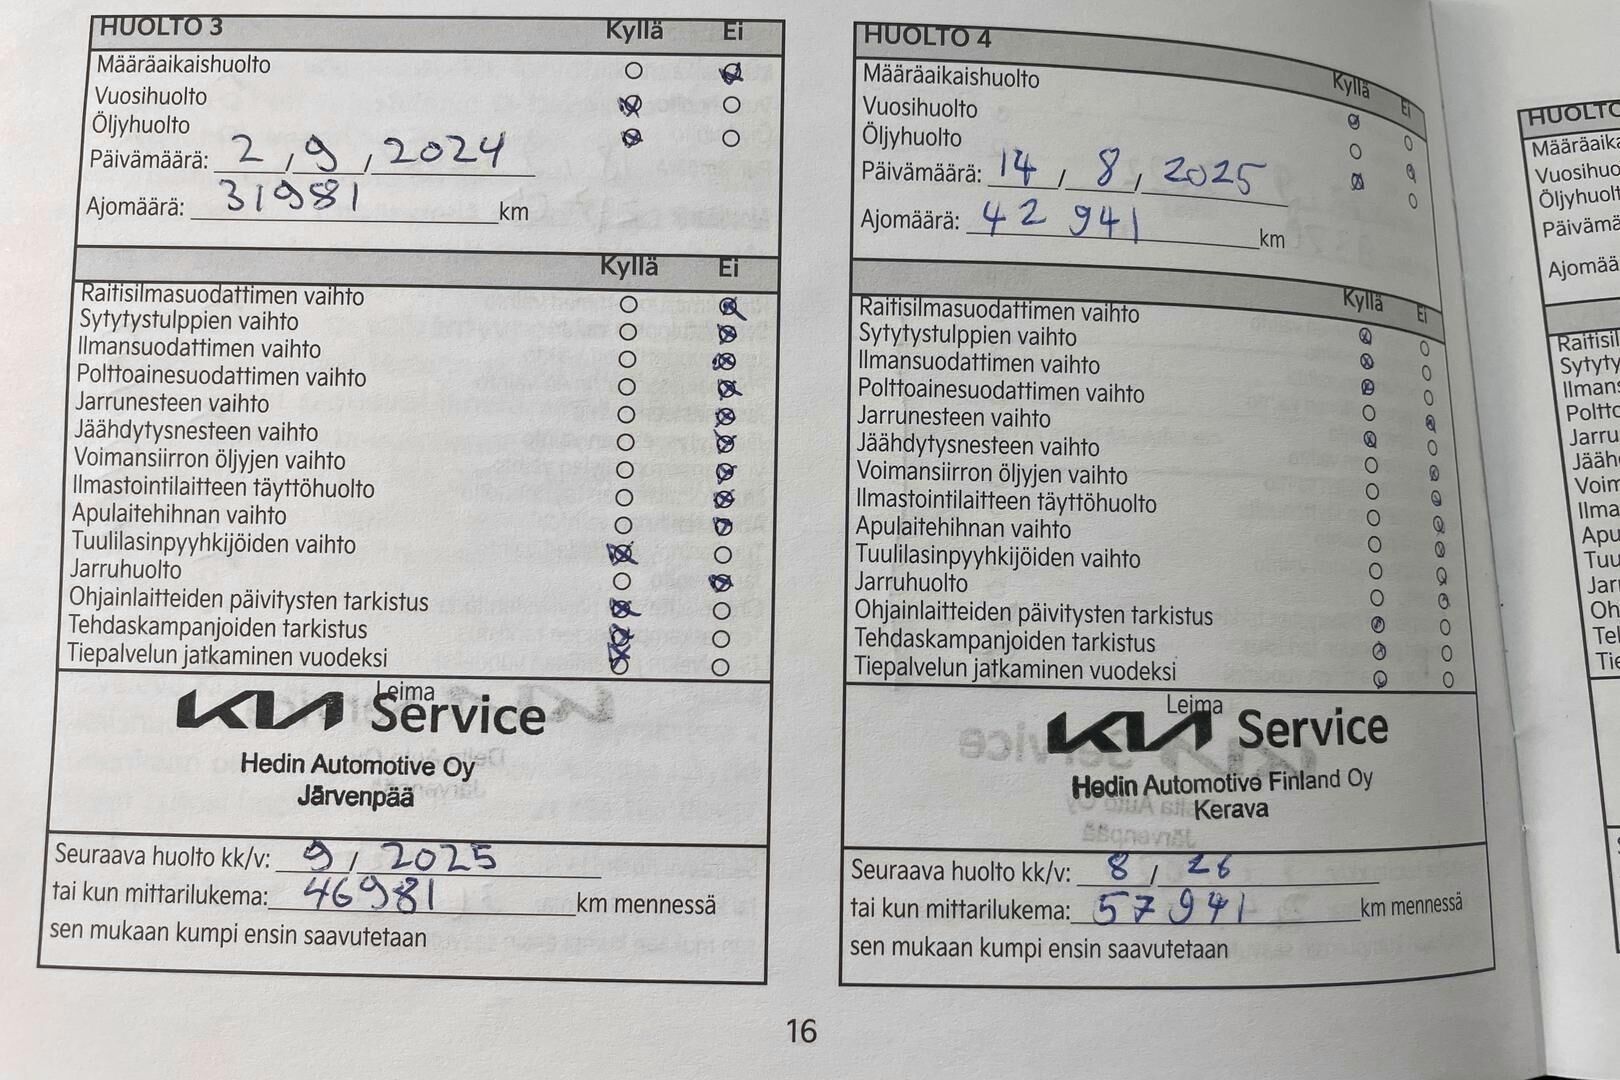 HUOLTO 3 Kyllä Ei
Määräaikaishuolto
Vuosihuolto
Öljyhuolto
Päivämäärä: 2 , 9 , 2024
Ajomäärä: 31981 km
Kyllä Ei
Raitisilmasuodattimen vaihto
Sytytystulppien vaihto
Ilmansuodattimen vaihto
Polttoainesuodattimen vaihto
Jarrunesteen vaihto
Jäähdytysnesteen vaihto
Voimansiirron öljyjen vaihto
Ilmastointilaitteen täyttöhuolto
Apulaitehihnan vaihto
Tuulilasinpyyhkijöiden vaihto
Jarruhuolto
Ohjainlaitteiden päivitysten tarkistus
Tehdaskampanjoiden tarkistus
Tiepalvelun jatkaminen vuodeksi
Leima
KIA Service
Hedin Automotive Oy
Järvenpää
Seuraava huolto kk/v: 9 / 2025
tai kun mittarilukema: 46981 km mennessä
sen mukaan kumpi ensin saavutetaan
HUOLTO 4 Kyllä Ei
Määräaikaishuolto
Vuosihuolto
Öljyhuolto
Päivämäärä: 14 , 8 , 2025
Ajomäärä: 42 941 km
Kyllä Ei
Raitisilmasuodattimen vaihto
Sytytystulppien vaihto
Ilmansuodattimen vaihto
Polttoainesuodattimen vaihto
Jarrunesteen vaihto
Jäähdytysnesteen vaihto
Voimansiirron öljyjen vaihto
Ilmastointilaitteen täyttöhuolto
Apulaitehihnan vaihto
Tuulilasinpyyhkijöiden vaihto
Jarruhuolto
Ohjainlaitteiden päivitysten tarkistus
Tehdaskampanjoiden tarkistus
Tiepalvelun jatkaminen vuodeksi
Leima
KIA Service
Hedin Automotive Finland Oy
Kerava
Seuraava huolto kk/v: 8 / 26
tai kun mittarilukema: 57 941 km mennessä
sen mukaan kumpi ensin saavutetaan
16